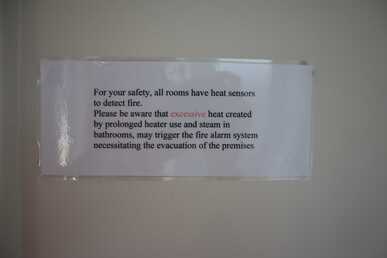 For your safety, all rooms have heat sensors
to detect fire.
Please be aware that excessive heat created
by prolonged heater use and steam in
bathrooms, may trigger the fire alarm system
necessitating the evacuation of the premises